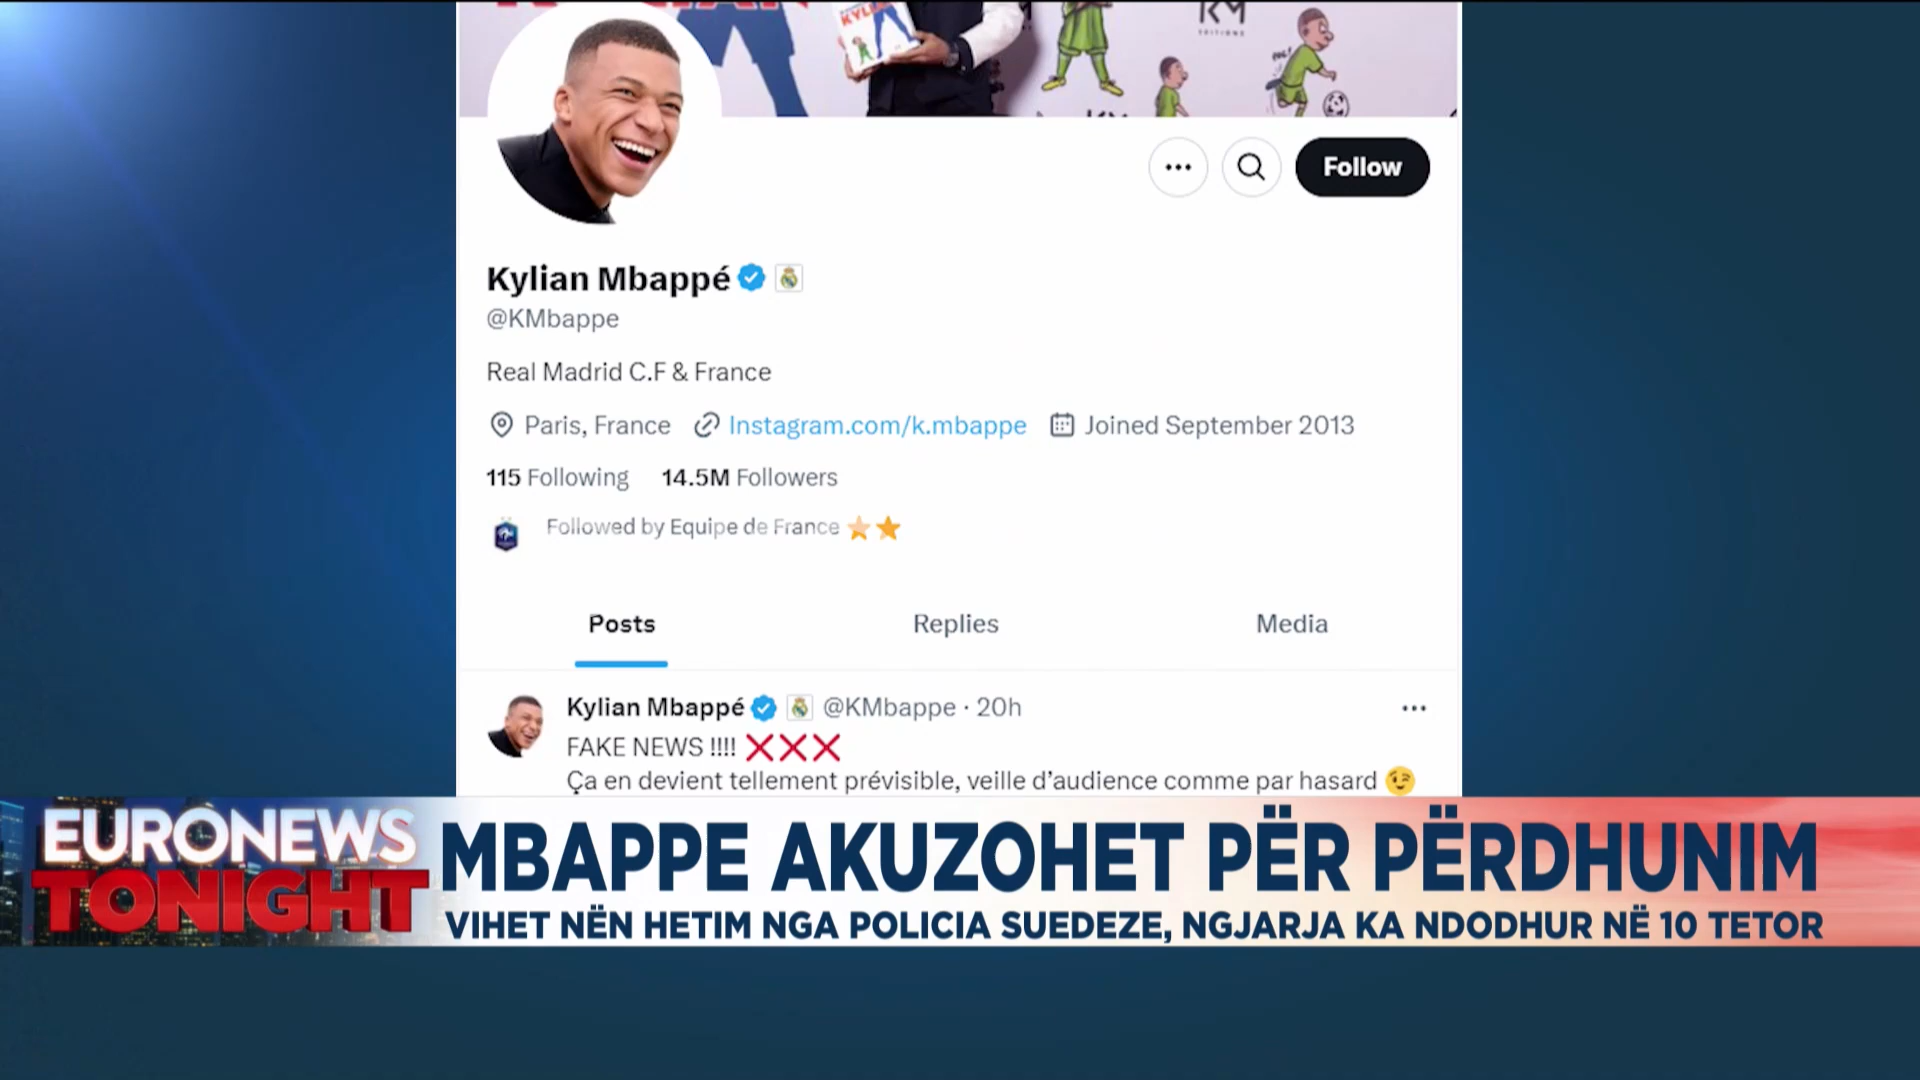 KYLIAN
KM
EDITIONS
Follow
Kylian Mbappé
@KMbappe
Real Madrid C.F & France
Paris, France Instagram.com/k.mbappe Joined September 2013
115 Following 14.5M Followers
Followed by Equipe de France ⭐⭐
Posts Replies Media
Kylian Mbappé @KMbappe · 20h
FAKE NEWS !!!! ❌❌❌
Ça en devient tellement prévisible, veille d’audience comme par hasard 😉
EURONEWS
TONIGHT
MBAPPE AKUZOHET PËR PËRDHUNIM
VIHET NËN HETIM NGA POLICIA SUEDEZE, NGJARJA KA NDODHUR NË 10 TETOR